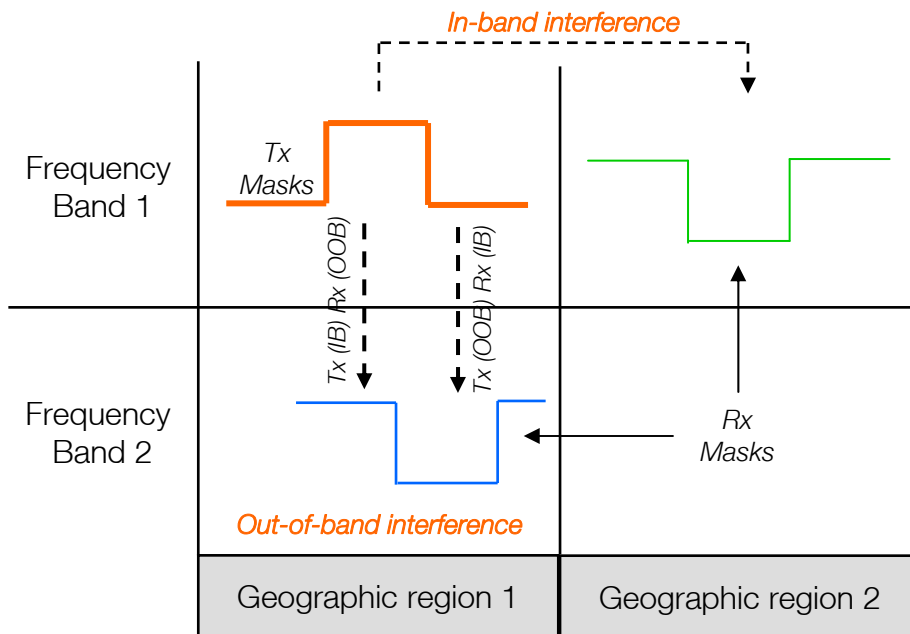 In-band interference
Frequency
Band 1
Tx
Masks
Tx (IB) Rx (OOB)
Tx (OOB) Rx (IB)
Frequency
Band 2
Rx
Masks
Out-of-band interference
Geographic region 1
Geographic region 2